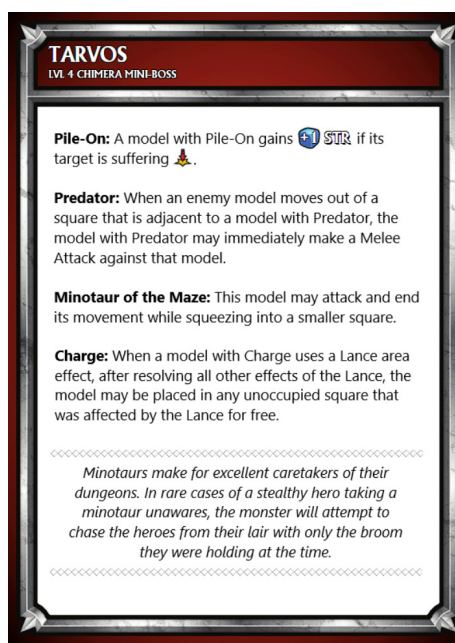 TARVOS
LVL 4 CHIMERA MINI-BOSS
Pile-On: A model with Pile-On gains +1 STR if its
target is suffering .
Predator: When an enemy model moves out of a
square that is adjacent to a model with Predator, the
model with Predator may immediately make a Melee
Attack against that model.
Minotaur of the Maze: This model may attack and end
its movement while squeezing into a smaller square.
Charge: When a model with Charge uses a Lance area
effect, after resolving all other effects of the Lance, the
model may be placed in any unoccupied square that
was affected by the Lance for free.
Minotaurs make for excellent caretakers of their
dungeons. In rare cases of a stealthy hero taking a
minotaur unawares, the monster will attempt to
chase the heroes from their lair with only the broom
they were holding at the time.